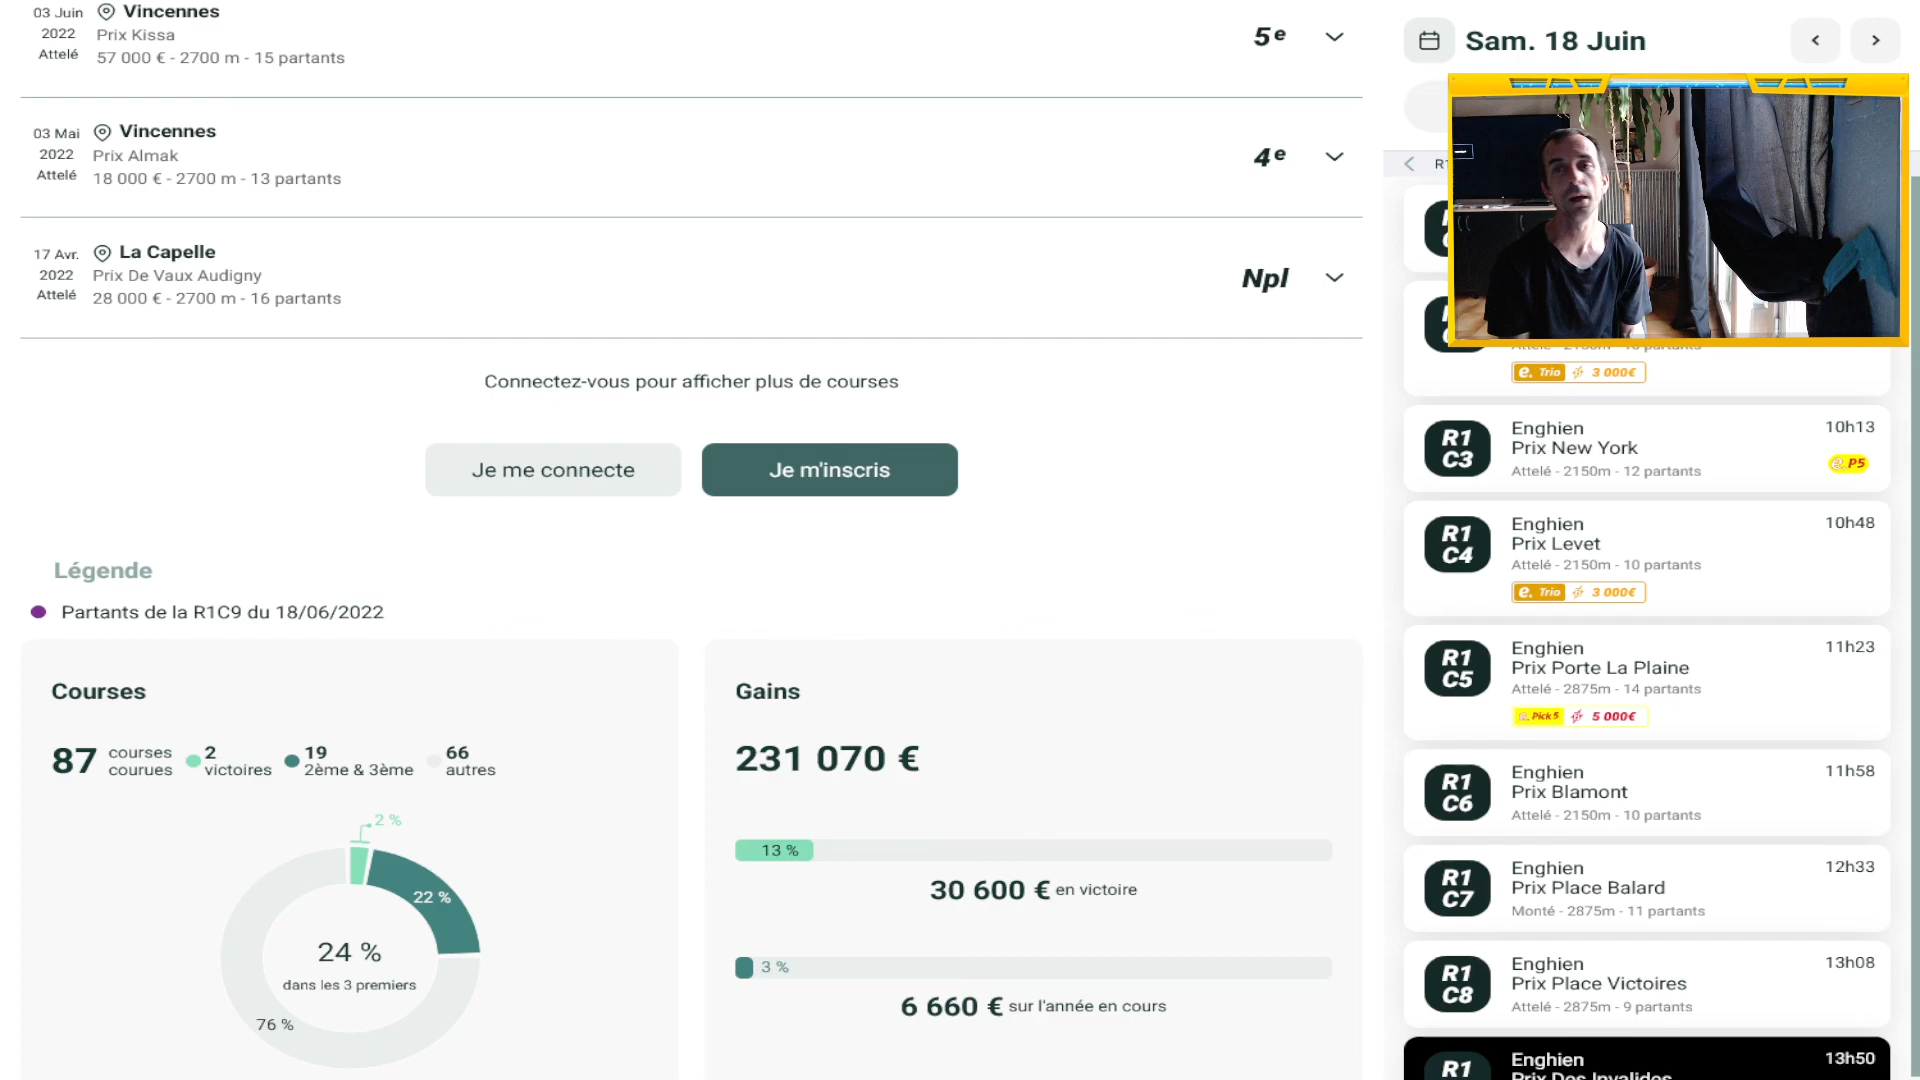 03 Juin
Vincennes
2022
Prix Kissa
Attelé
57 000 € - 2700 m - 15 partants
5e
03 Mai
Vincennes
2022
Prix Almak
Attelé
18 000 € - 2700 m - 13 partants
4e
17 Avr.
La Capelle
2022
Prix De Vaux Audigny
Attelé
28 000 € - 2700 m - 16 partants
Npl
Connectez-vous pour afficher plus de courses
Je me connecte
Je m'inscris
Légende
Partants de la R1C9 du 18/06/2022
Courses
87 courses courues
2 victoires
19 2ème & 3ème
66 autres
2 %
22 %
24 %
dans les 3 premiers
76 %
Gains
231 070 €
13 %
30 600 € en victoire
3 %
6 660 € sur l'année en cours
Sam. 18 Juin
e. Trio 3 000€
R1 C3
Enghien
10h13
Prix New York
Attelé - 2150m - 12 partants
e. P5
R1 C4
Enghien
10h48
Prix Levet
Attelé - 2150m - 10 partants
e. Trio 3 000€
R1 C5
Enghien
11h23
Prix Porte La Plaine
Attelé - 2875m - 14 partants
e. Pick5 5 000€
R1 C6
Enghien
11h58
Prix Blamont
Attelé - 2150m - 10 partants
R1 C7
Enghien
12h33
Prix Place Balard
Monté - 2875m - 11 partants
R1 C8
Enghien
13h08
Prix Place Victoires
Attelé - 2875m - 9 partants
R1
Enghien
13h50
Prix Des Invalides